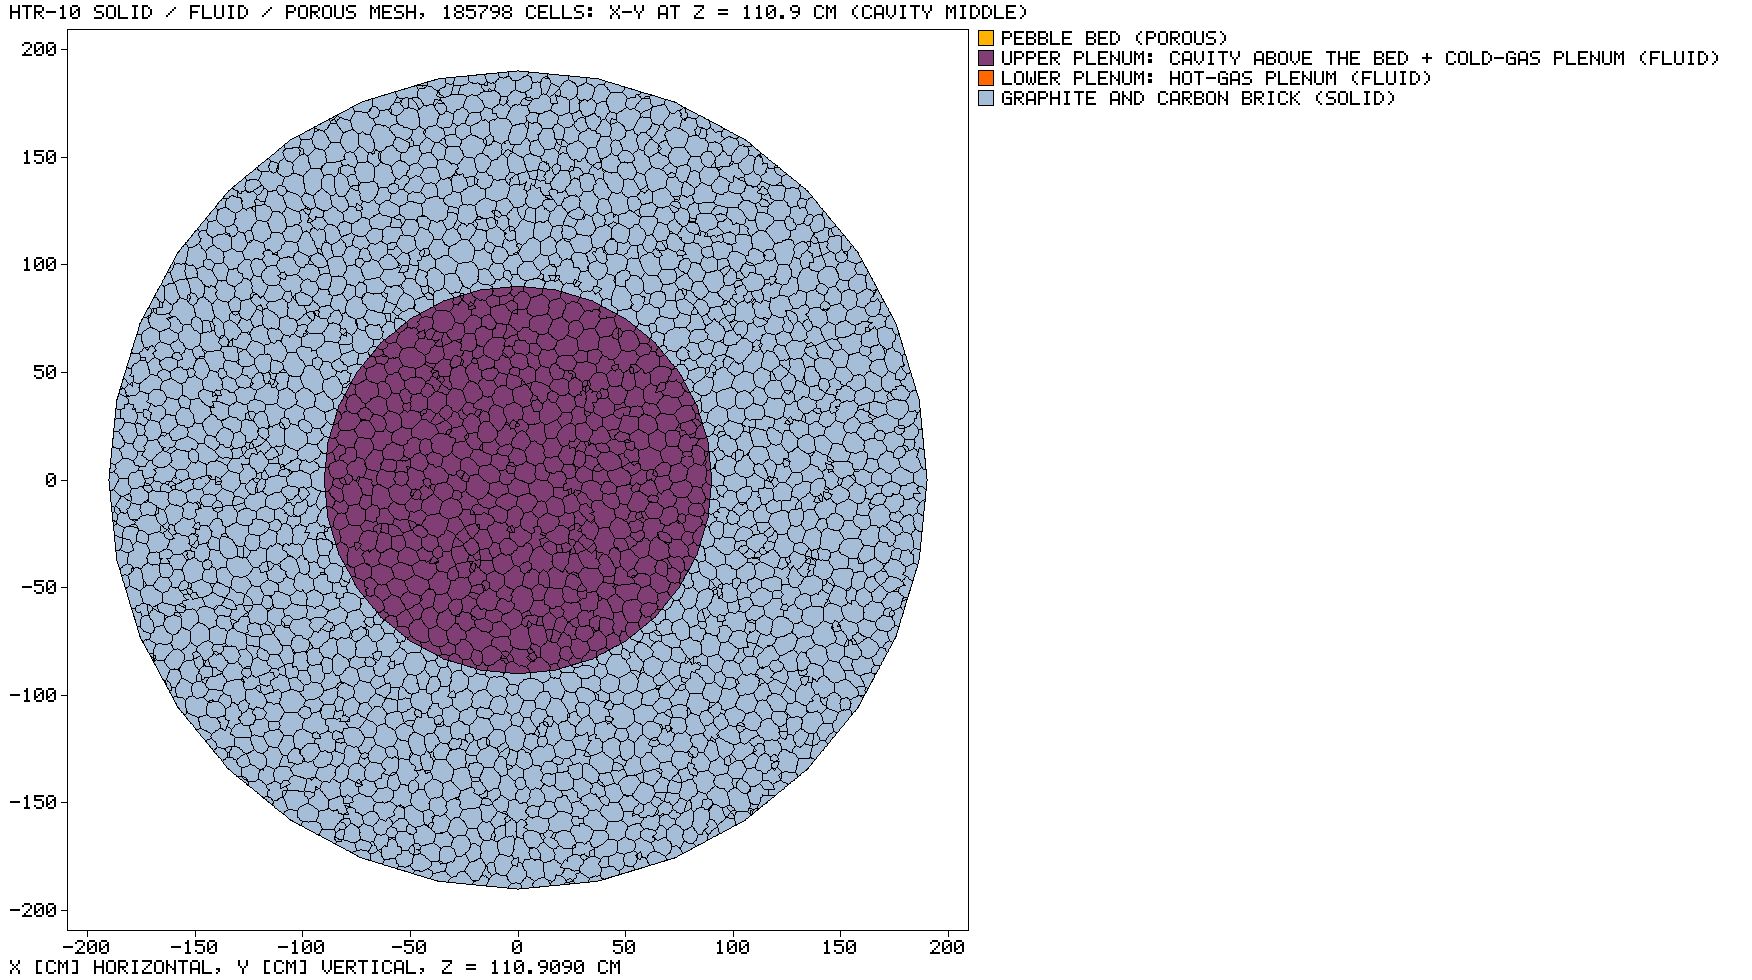 HTR-10 SOLID / FLUID / POROUS MESH, 185798 CELLS: X-Y AT Z = 110.9 CM (CAVITY MIDDLE)
PEBBLE BED (POROUS)
UPPER PLENUM: CAVITY ABOVE THE BED + COLD-GAS PLENUM (FLUID)
LOWER PLENUM: HOT-GAS PLENUM (FLUID)
GRAPHITE AND CARBON BRICK (SOLID)
200
150
100
50
0
-50
-100
-150
-200
-200 -150 -100 -50 0 50 100 150 200
X [CM] HORIZONTAL, Y [CM] VERTICAL, Z = 110.9090 CM